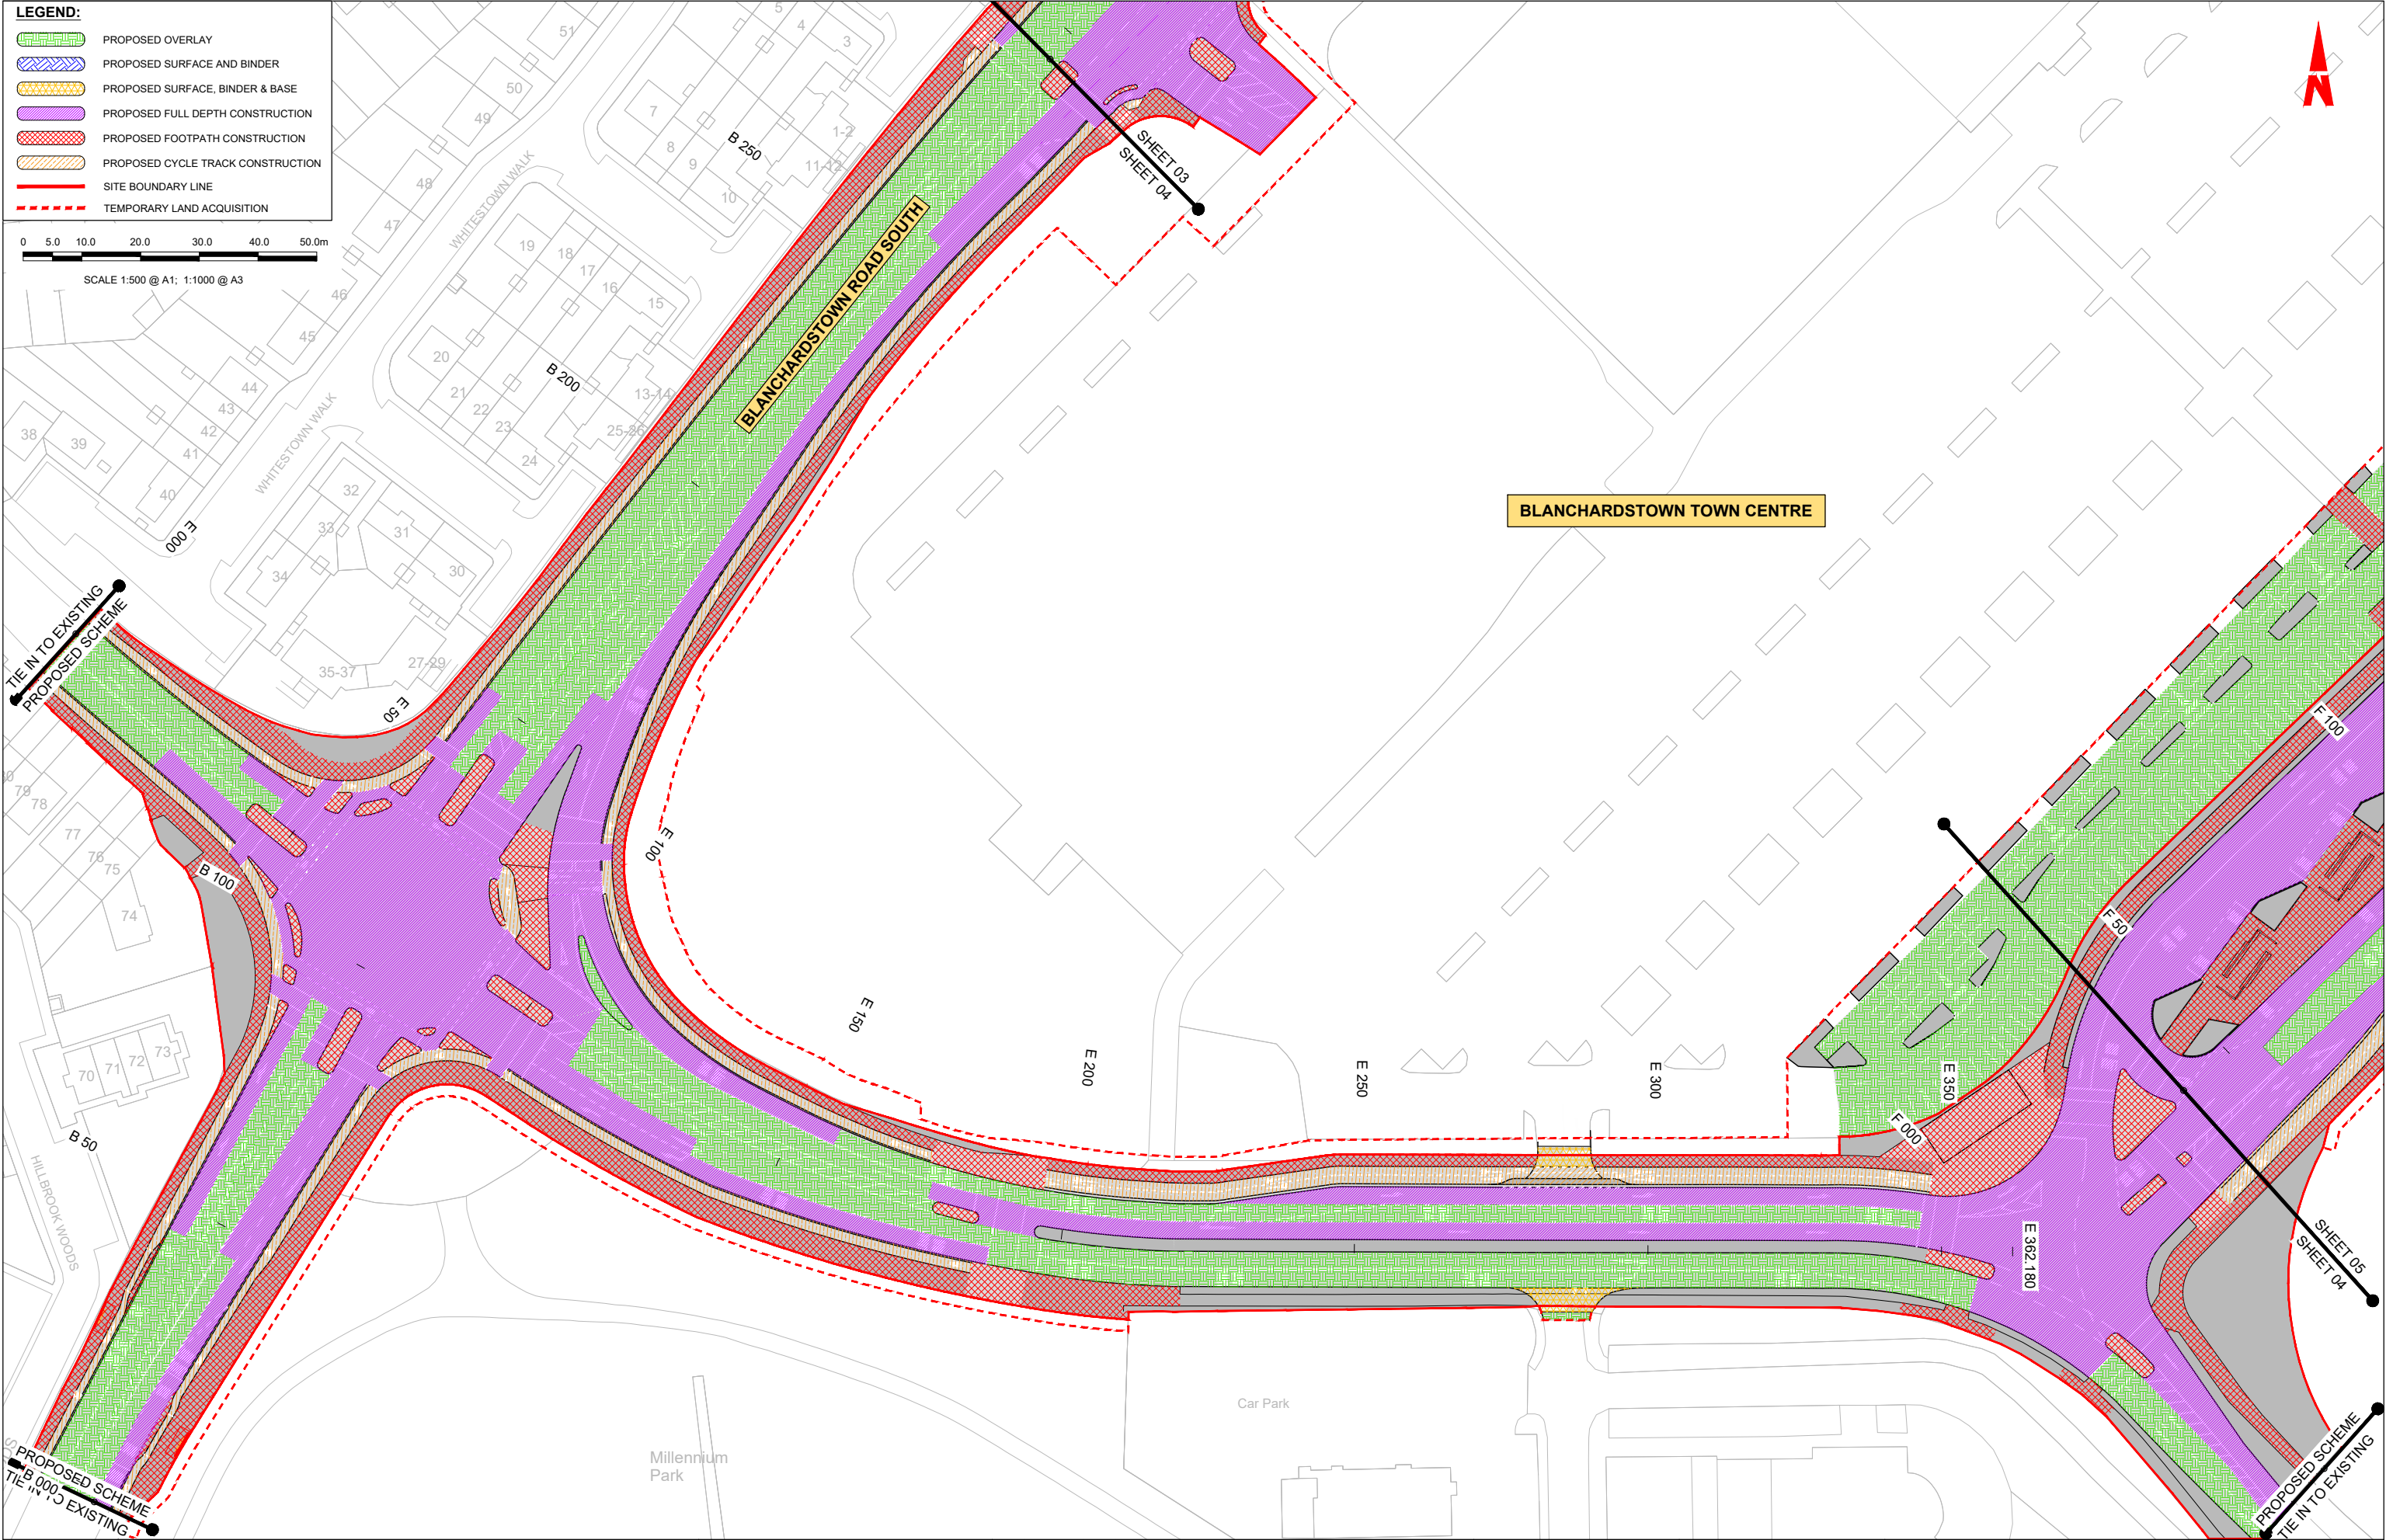 LEGEND:
PROPOSED OVERLAY
PROPOSED SURFACE AND BINDER
PROPOSED SURFACE, BINDER & BASE
PROPOSED FULL DEPTH CONSTRUCTION
PROPOSED FOOTPATH CONSTRUCTION
PROPOSED CYCLE TRACK CONSTRUCTION
SITE BOUNDARY LINE
TEMPORARY LAND ACQUISITION
0 5.0 10.0 20.0 30.0 40.0 50.0m
SCALE 1:500 @ A1; 1:1000 @ A3
N
5
4
3
51
50
49
48
47
46
45
44
43
42
41
40
39
38
7
8
9
10
1-2
11-12
B 250
WHITESTOWN WALK
19
18
17
16
15
20
21
22
23
24
13-14
25-26
B 200
WHITESTOWN WALK
32
33
31
30
34
35-37
27-29
E 000
E 50
SHEET 03
SHEET 04
BLANCHARDSTOWN ROAD SOUTH
BLANCHARDSTOWN TOWN CENTRE
TIE IN TO EXISTING
PROPOSED SCHEME
79
78
77
76
75
74
B 100
E 100
E 150
E 200
E 250
E 300
E 350
F 000
F 50
F 100
70
71
72
73
B 50
HILLBROOK WOODS
E 362.180
SHEET 05
SHEET 04
Car Park
Millennium
Park
PROPOSED SCHEME
B 000
TIE IN TO EXISTING
PROPOSED SCHEME
TIE IN TO EXISTING